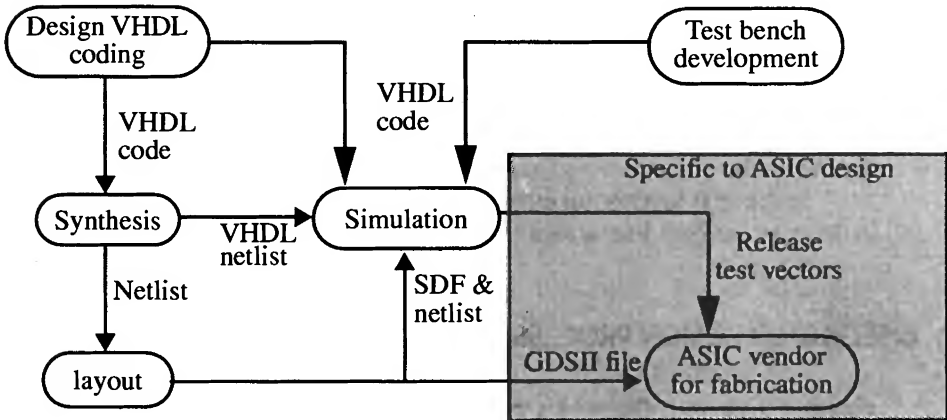 Design VHDL
coding
Test bench
development
VHDL
code
VHDL
code
Specific to ASIC design
Synthesis
VHDL
netlist
Simulation
Release
test vectors
Netlist
SDF &
netlist
layout
GDSII file
ASIC vendor
for fabrication